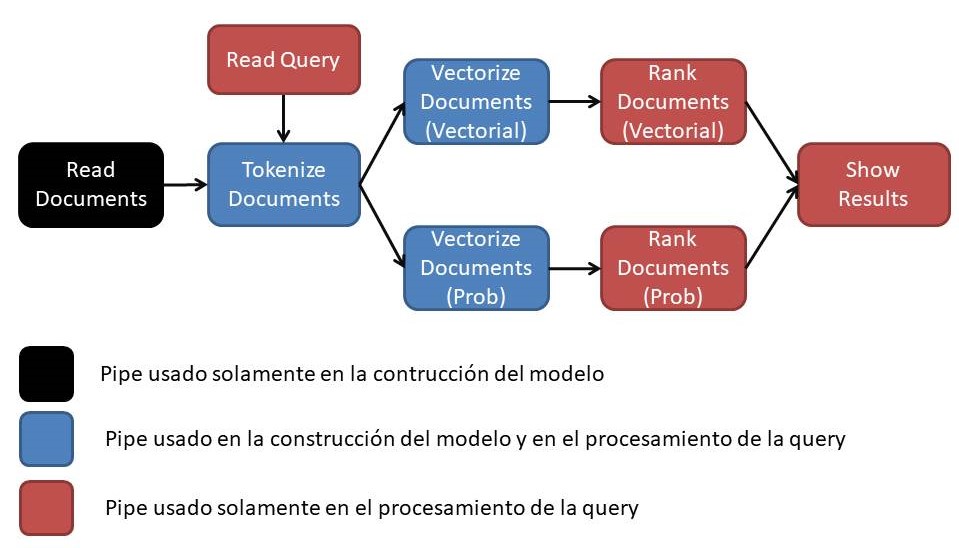 Read Query
Read
Documents
Tokenize
Documents
Vectorize
Documents
(Vectorial)
Rank
Documents
(Vectorial)
Vectorize
Documents
(Prob)
Rank
Documents
(Prob)
Show
Results
Pipe usado solamente en la contrucción del modelo
Pipe usado en la construcción del modelo y en el procesamiento de la query
Pipe usado solamente en el procesamiento de la query